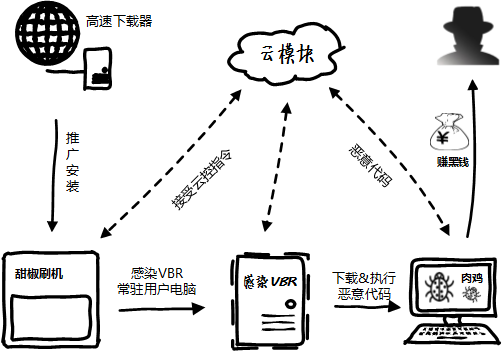 高速下载器
云模块
推广安装
接受云控指令
恶意代码
¥
赚黑钱
甜椒刷机
感染VBR
常驻用户电脑
感染VBR
下载&执行
恶意代码
肉鸡